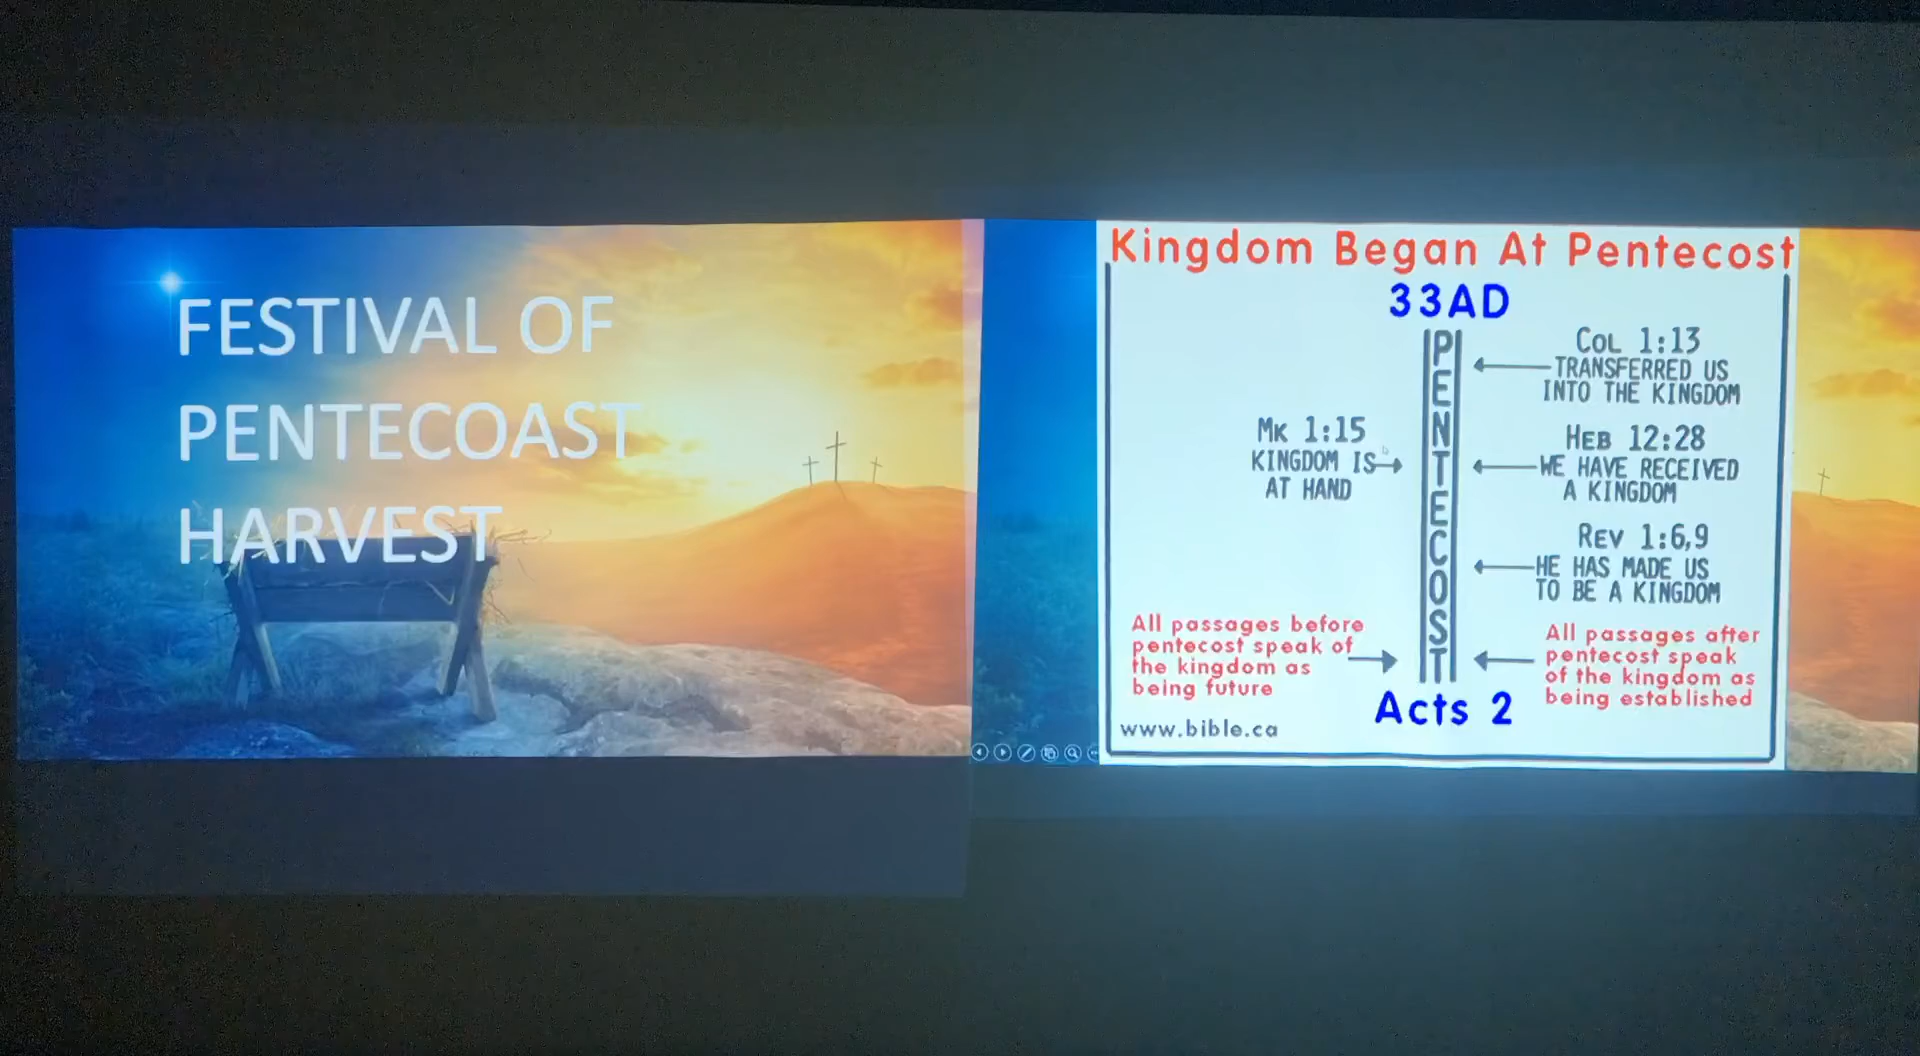 FESTIVAL OF
PENTECOAST
HARVEST
Kingdom Began At Pentecost
33AD
PENTECOST
Mk 1:15
KINGDOM IS
AT HAND
Col 1:13
TRANSFERRED US
INTO THE KINGDOM
Heb 12:28
WE HAVE RECEIVED
A KINGDOM
Rev 1:6,9
HE HAS MADE US
TO BE A KINGDOM
All passages before
pentecost speak of
the kingdom as
being future
All passages after
pentecost speak
of the kingdom as
being established
Acts 2
www.bible.ca